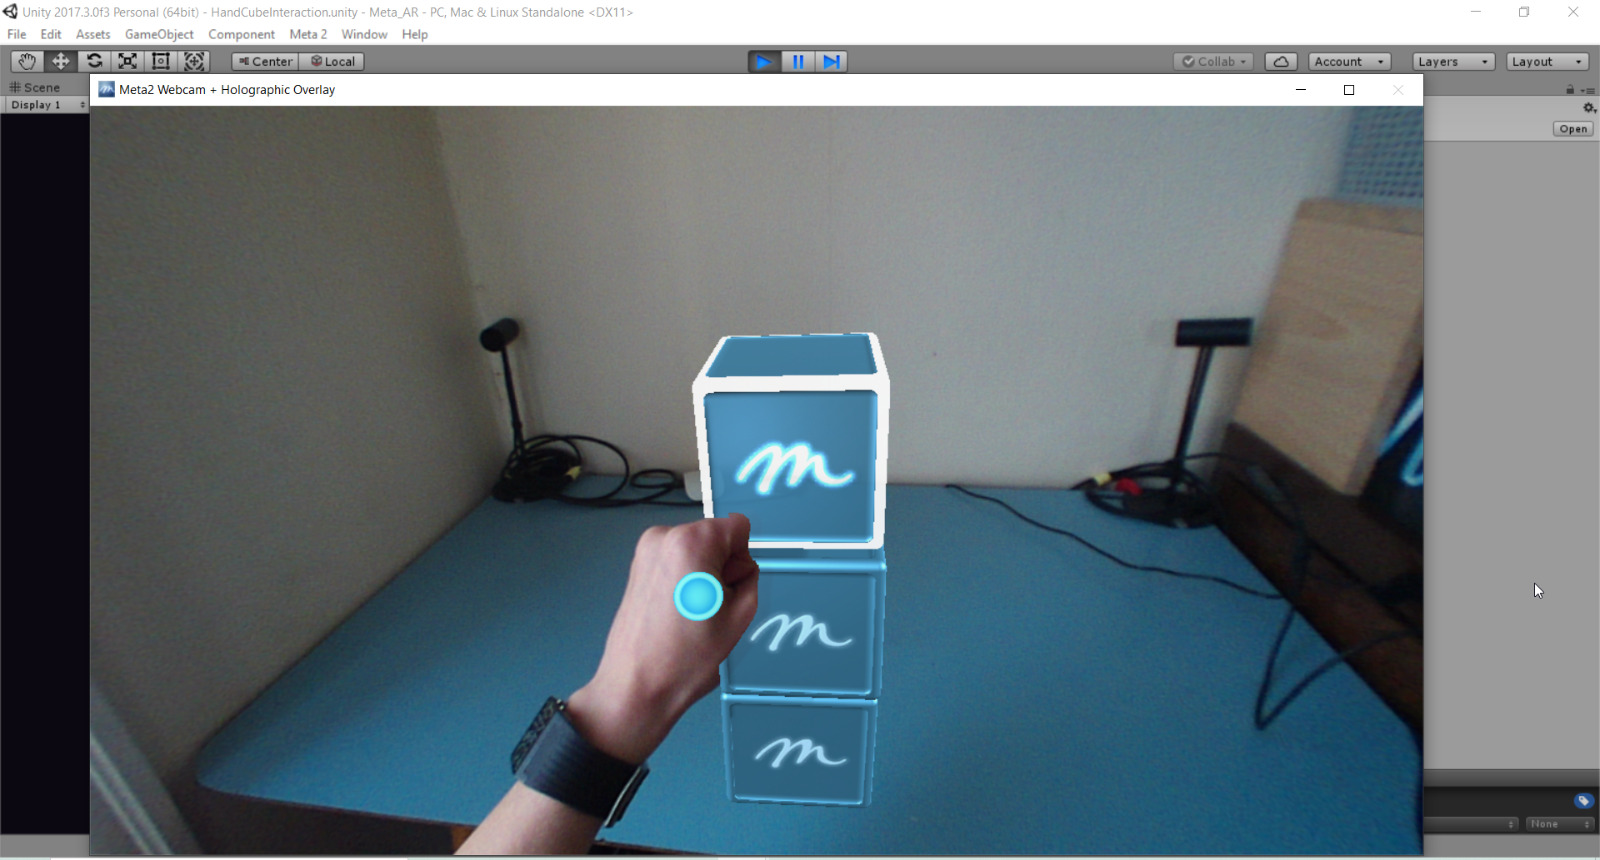 Unity 2017.3.0f3 Personal (64bit) - HandCubeInteraction.unity - Meta_AR - PC, Mac & Linux Standalone <DX11>
File Edit Assets GameObject Component Meta 2 Window Help
Center Local Collab Account Layers Layout
Scene
Meta2 Webcam + Holographic Overlay
Display 1
Open
m
m
m
None